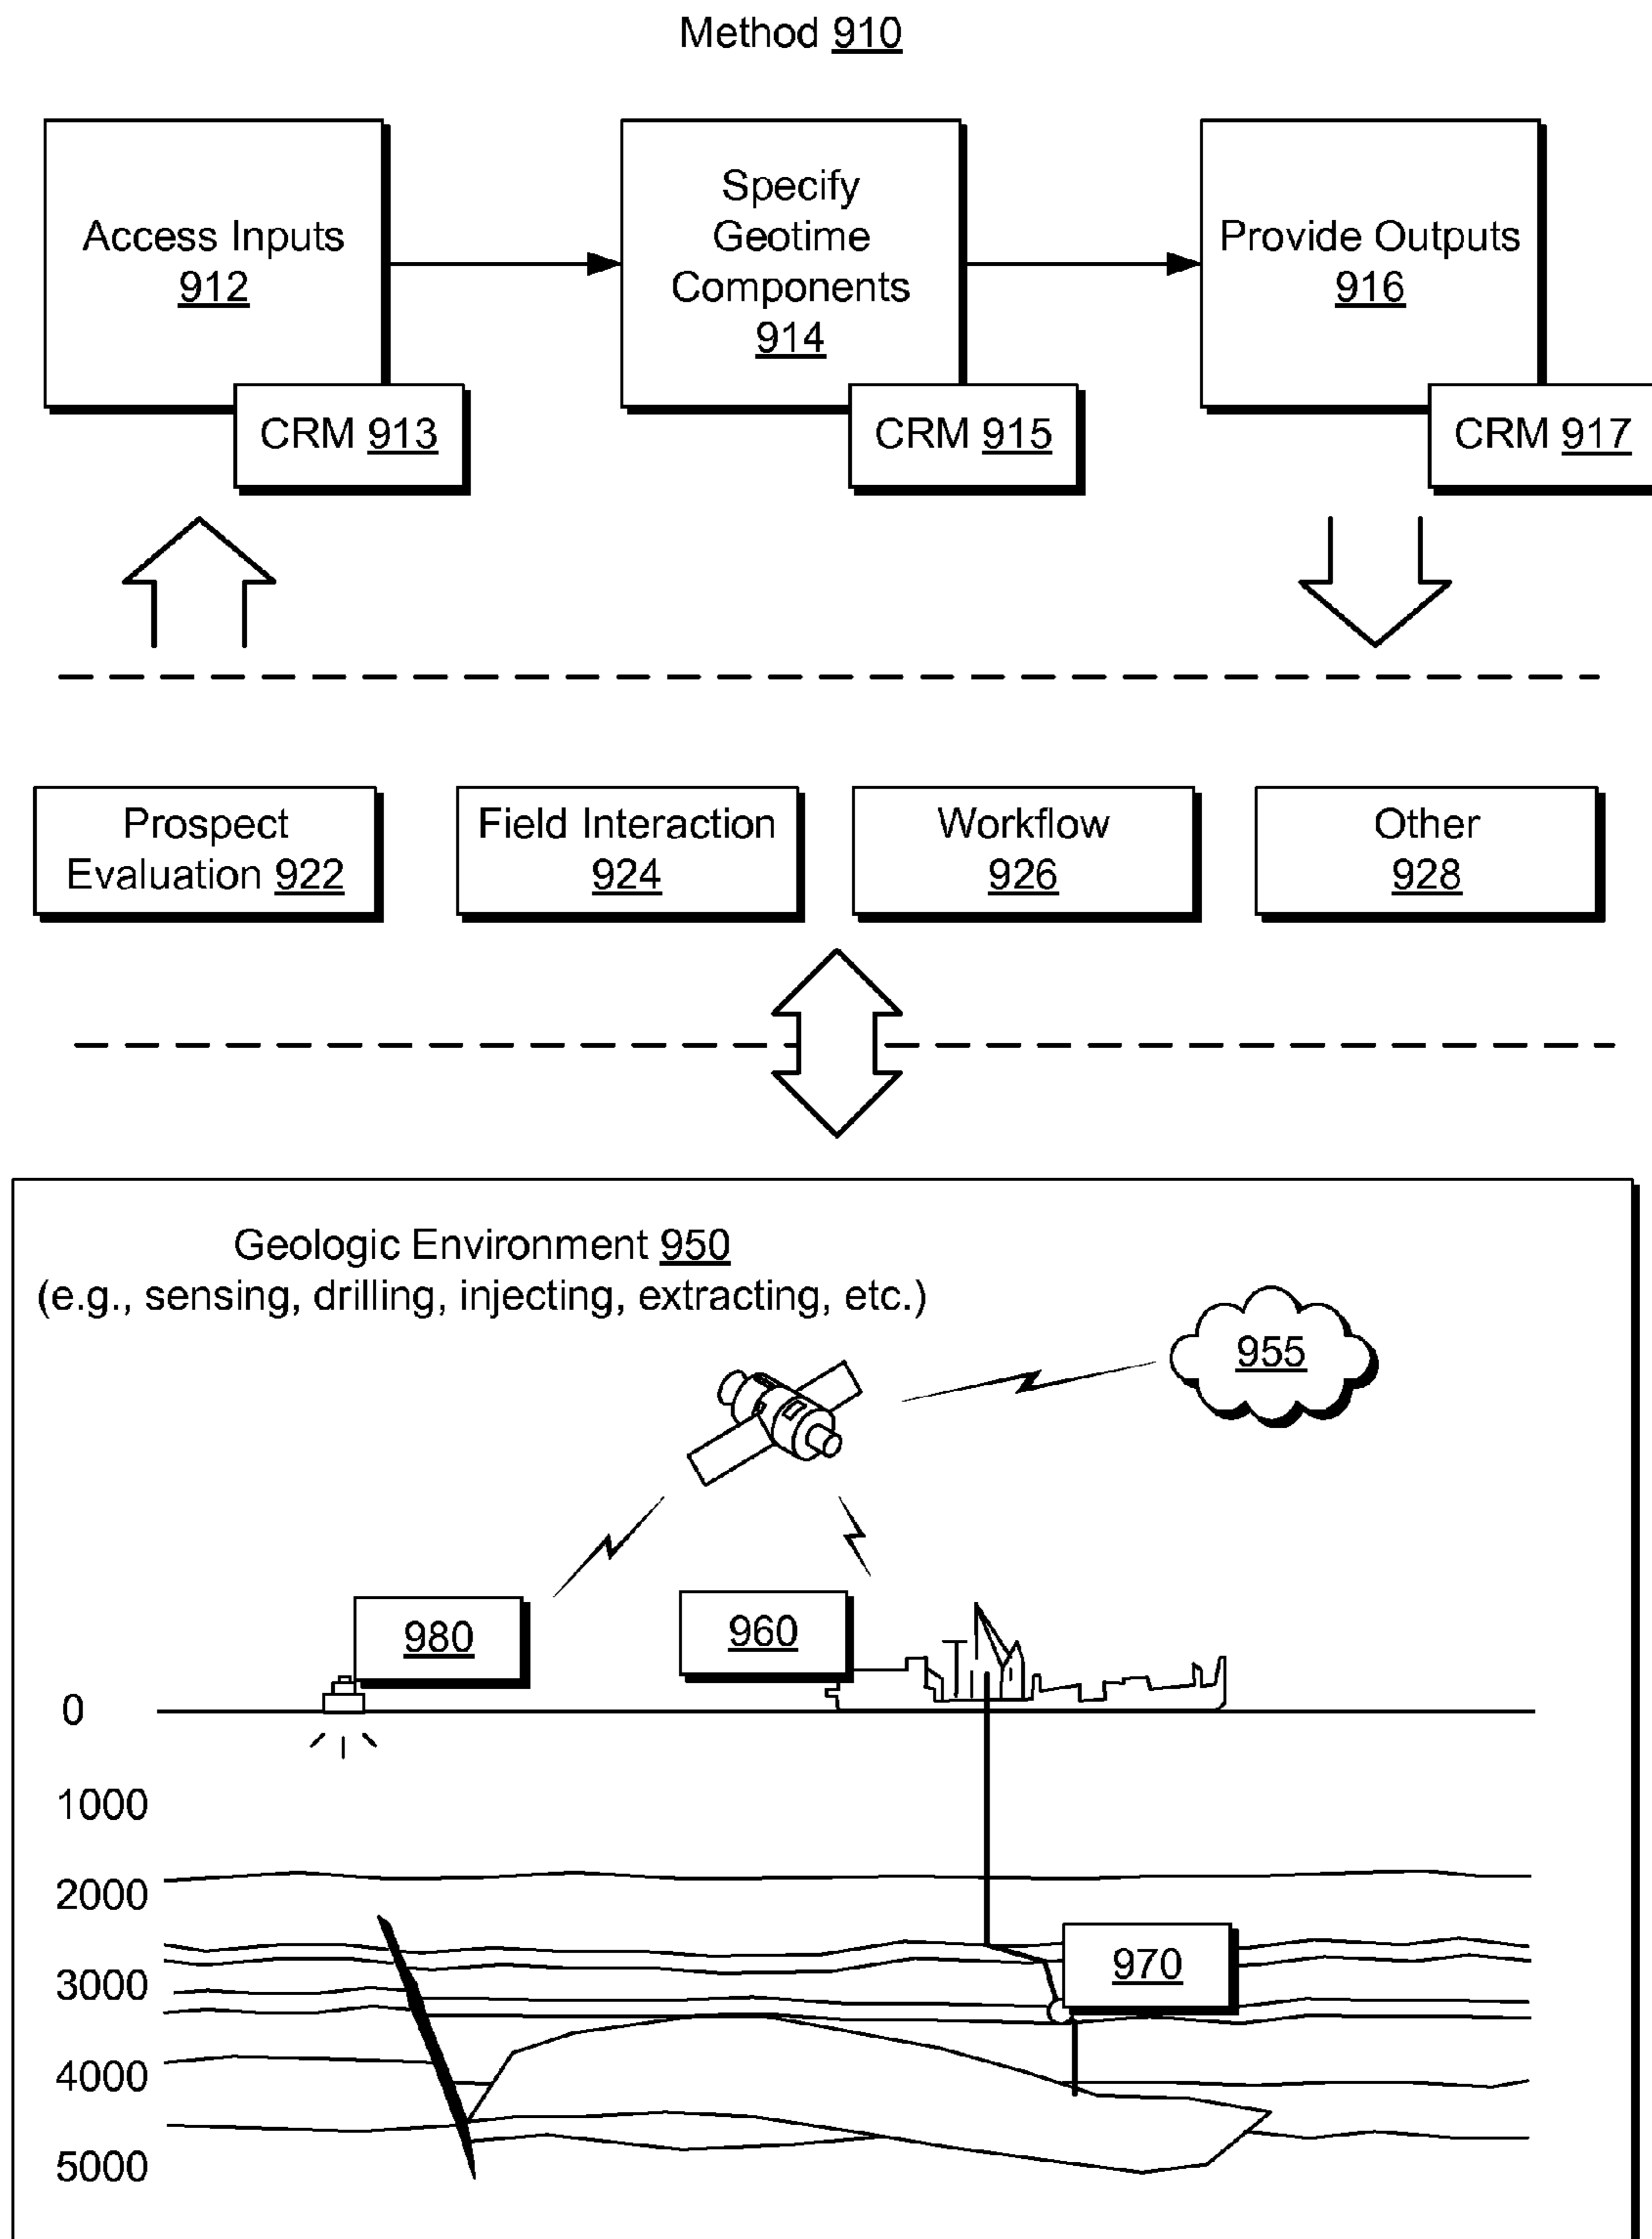 Method 910
Access Inputs
912
CRM 913
Specify
Geotime
Components
914
CRM 915
Provide Outputs
916
CRM 917
Prospect
Evaluation 922
Field Interaction
924
Workflow
926
Other
928
Geologic Environment 950
(e.g., sensing, drilling, injecting, extracting, etc.)
955
980
960
0
1000
2000
970
3000
4000
5000